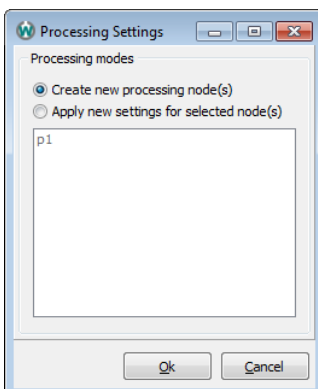 Processing Settings
Processing modes
Create new processing node(s)
Apply new settings for selected node(s)
p1
Ok
Cancel